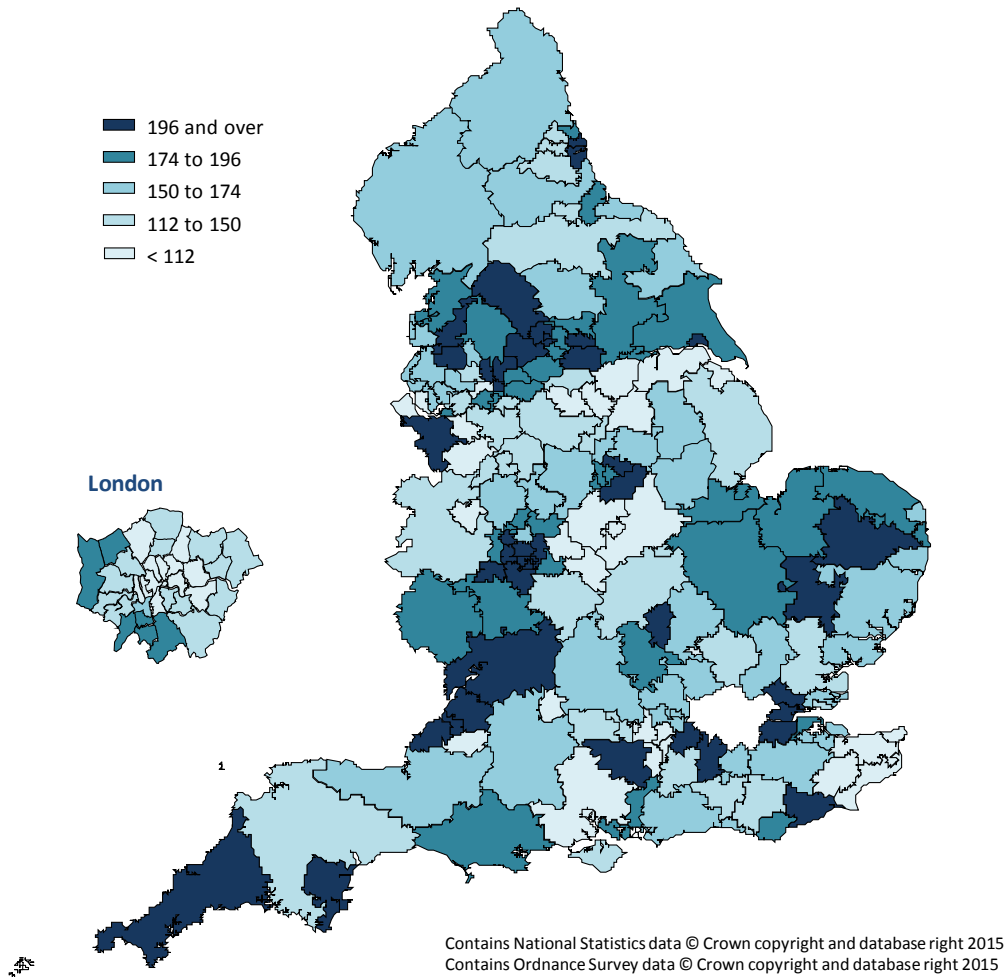 196 and over
174 to 196
150 to 174
112 to 150
< 112
London
Contains National Statistics data © Crown copyright and database right 2015
Contains Ordnance Survey data © Crown copyright and database right 2015